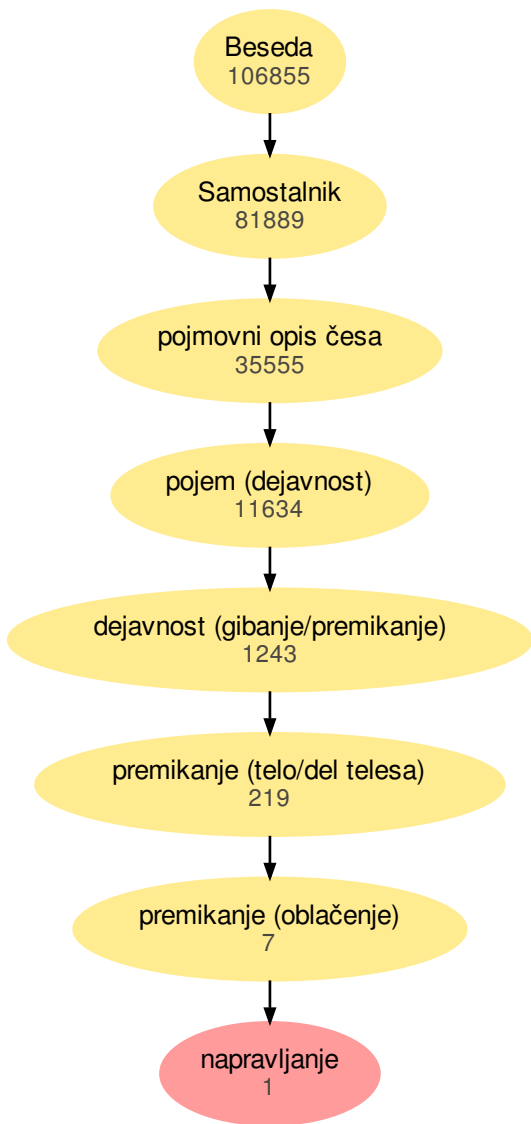 Beseda
106855
Samostalnik
81889
pojmovni opis česa
35555
pojem (dejavnost)
11634
dejavnost (gibanje/premikanje)
1243
premikanje (telo/del telesa)
219
premikanje (oblačenje)
7
napravljanje
1